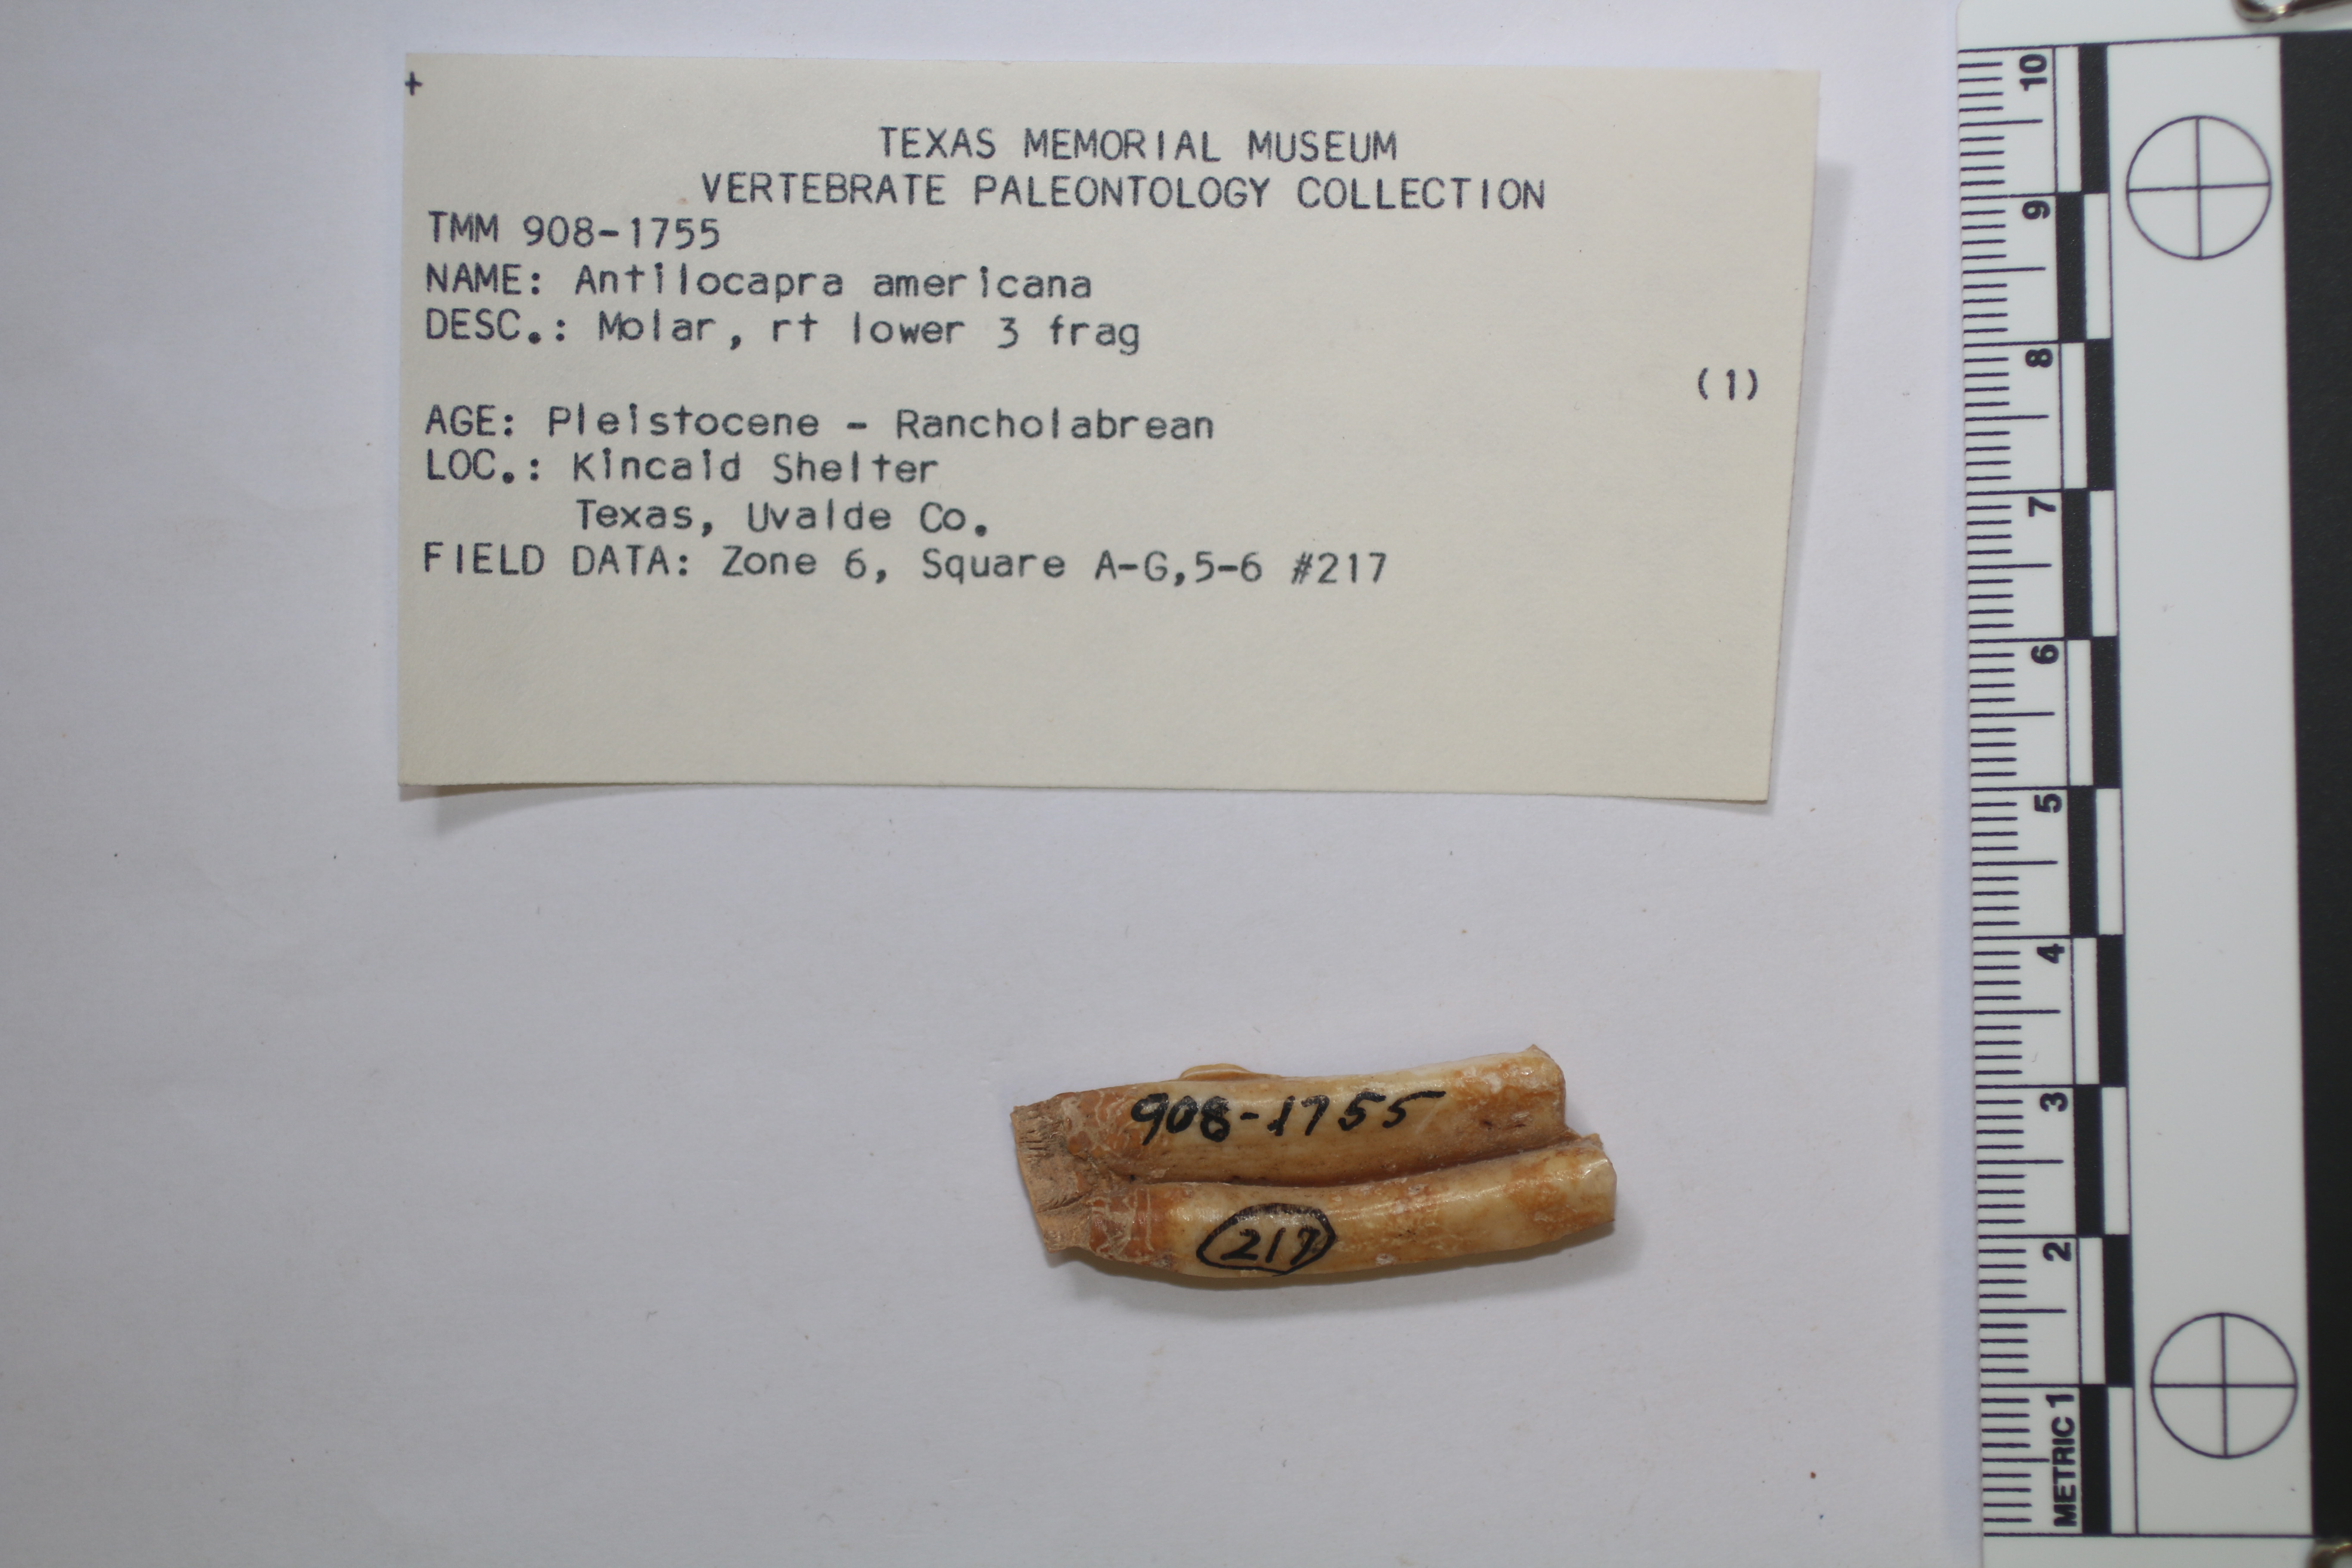 +
TEXAS MEMORIAL MUSEUM
VERTEBRATE PALEONTOLOGY COLLECTION
TMM 908-1755
NAME: Antilocapra americana
DESC.: Molar, rt lower 3 frag
(1)
AGE: Pleistocene - Rancholabrean
LOC.: Kincaid Shelter
Texas, Uvalde Co.
FIELD DATA: Zone 6, Square A-G,5-6 #217
908-1755
217
10
9
8
7
6
5
4
3
2
METRIC 1